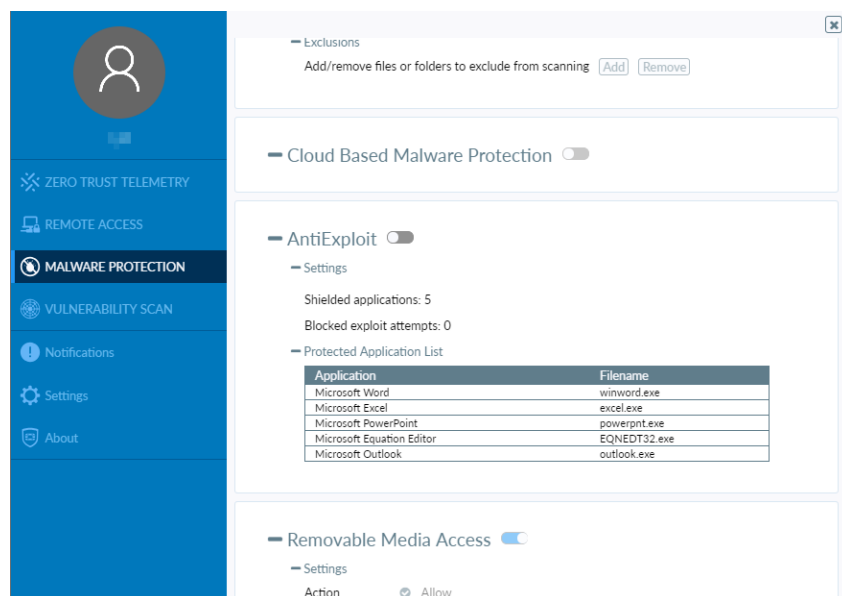 Exclusions
Add/remove files or folders to exclude from scanning Add Remove
Cloud Based Malware Protection
ZERO TRUST TELEMETRY
REMOTE ACCESS
MALWARE PROTECTION
VULNERABILITY SCAN
Notifications
Settings
About
AntiExploit
Settings
Shielded applications: 5
Blocked exploit attempts: 0
Protected Application List
Application Filename
Microsoft Word winword.exe
Microsoft Excel excel.exe
Microsoft PowerPoint powerpnt.exe
Microsoft Equation Editor EQNEDT32.exe
Microsoft Outlook outlook.exe
Removable Media Access
Settings
Action Allow